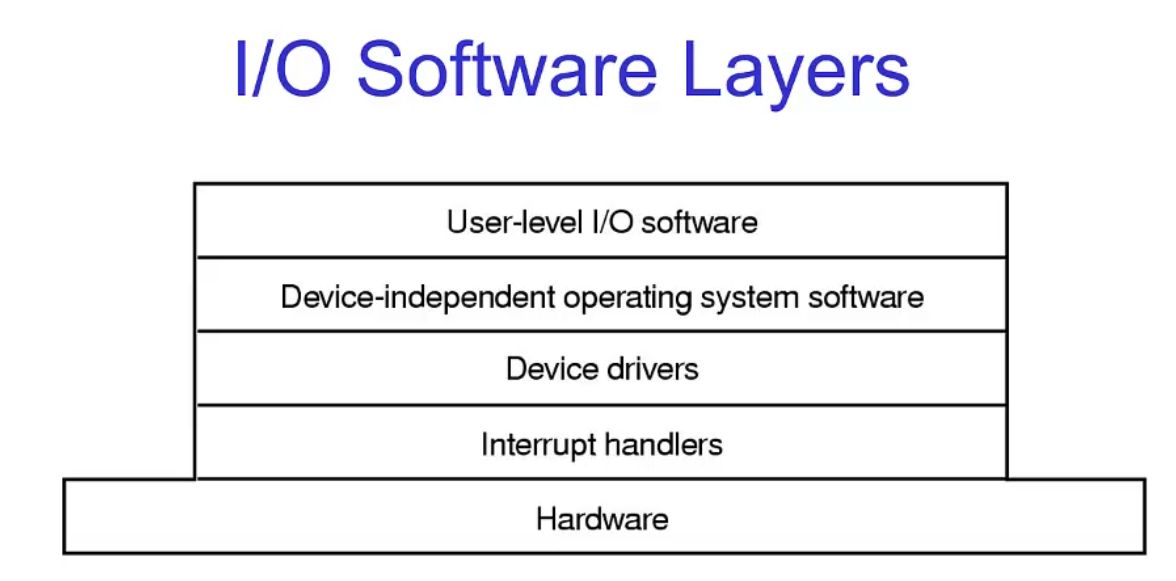 I/O Software Layers
User-level I/O software
Device-independent operating system software
Device drivers
Interrupt handlers
Hardware